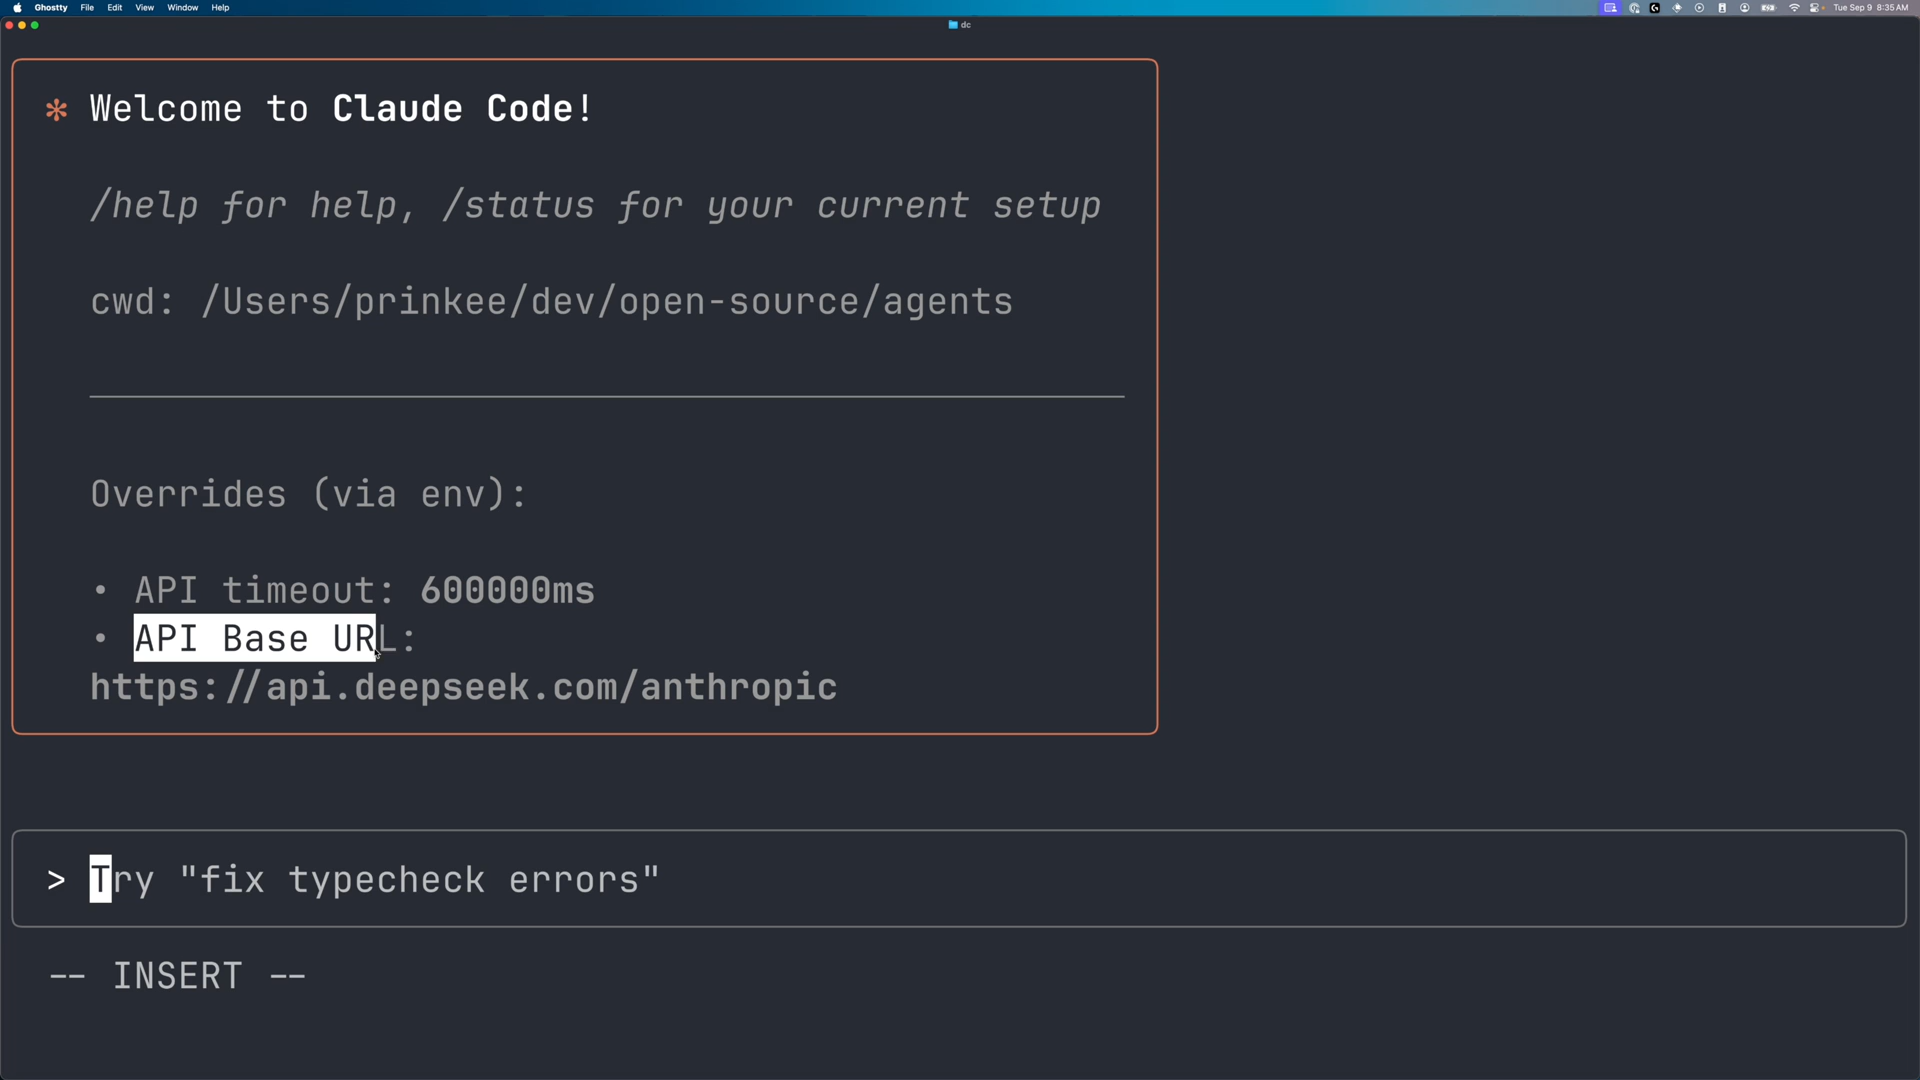 Ghostty File Edit View Window Help
Tue Sep 9 8:35 AM
dc
✻ Welcome to Claude Code!
/help for help, /status for your current setup
cwd: /Users/prinkee/dev/open-source/agents
Overrides (via env):
• API timeout: 600000ms
• API Base URL:
https://api.deepseek.com/anthropic
> Try "fix typecheck errors"
-- INSERT --